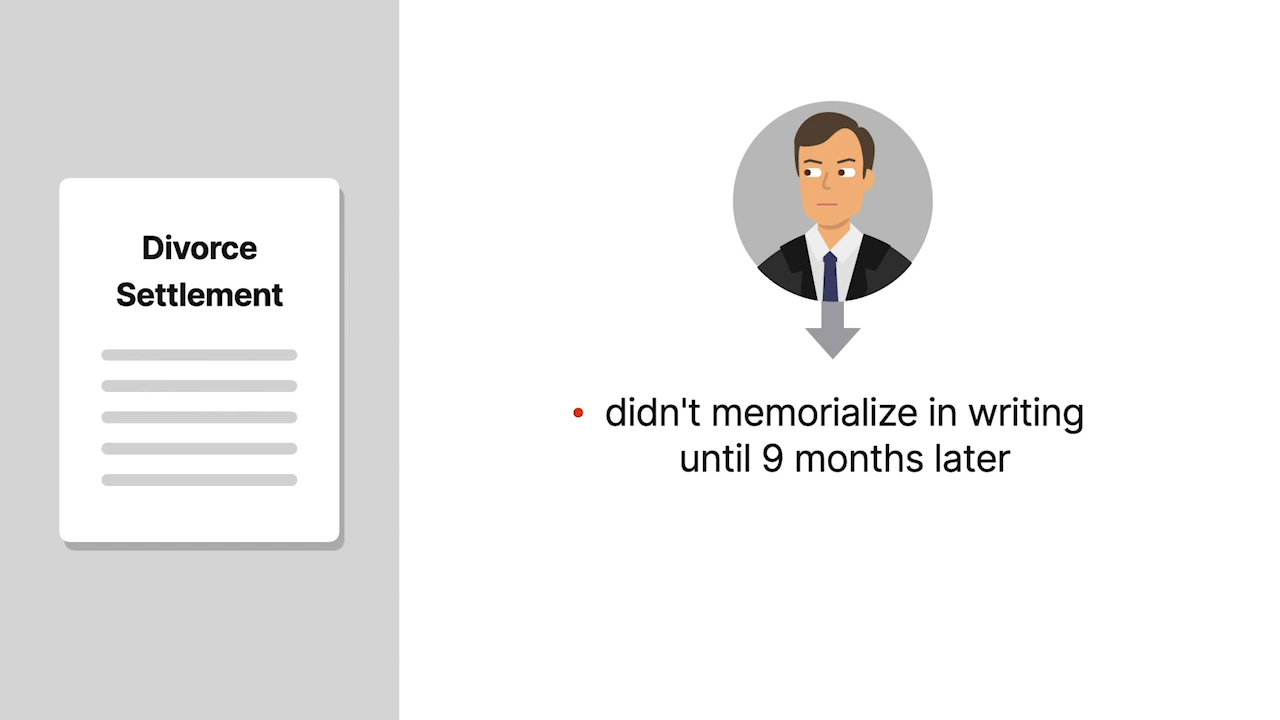 Divorce
Settlement
• didn't memorialize in writing
until 9 months later